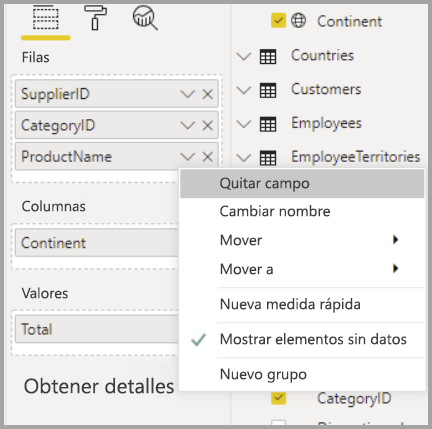 Filas
SupplierID
CategoryID
ProductName
Columnas
Continent
Valores
Total
Obtener detalles
Continent
Countries
Customers
Employees
EmployeeTerritories
Quitar campo
Cambiar nombre
Mover
Mover a
Nueva medida rápida
Mostrar elementos sin datos
Nuevo grupo
CategoryID